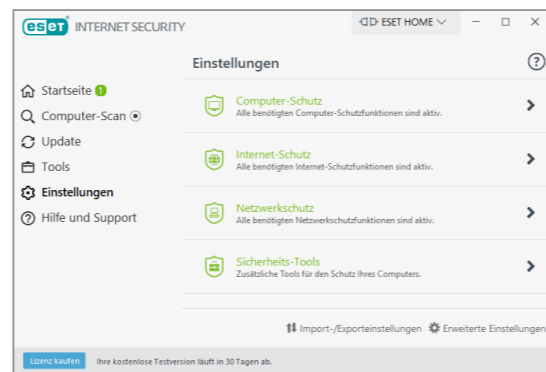 eset INTERNET SECURITY
ESET HOME
Einstellungen
Startseite 1
Computer-Scan
Update
Tools
Einstellungen
Hilfe und Support
Computer-Schutz
Alle benötigten Computer-Schutzfunktionen sind aktiv.
Internet-Schutz
Alle benötigten Internet-Schutzfunktionen sind aktiv.
Netzwerkschutz
Alle benötigten Netzwerkschutzfunktionen sind aktiv.
Sicherheits-Tools
Zusätzliche Tools für den Schutz Ihres Computers.
Import-/Exporteinstellungen Erweiterte Einstellungen
Lizenz kaufen Ihre kostenlose Testversion läuft in 30 Tagen ab.